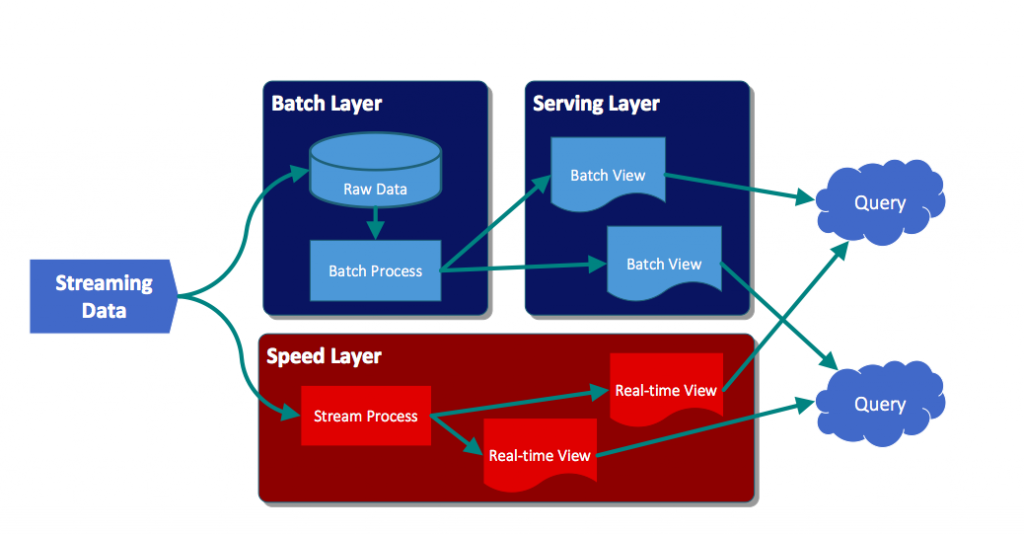 Batch Layer
Serving Layer
Raw Data
Batch View
Query
Batch Process
Batch View
Streaming
Data
Speed Layer
Stream Process
Real-time View
Real-time View
Query